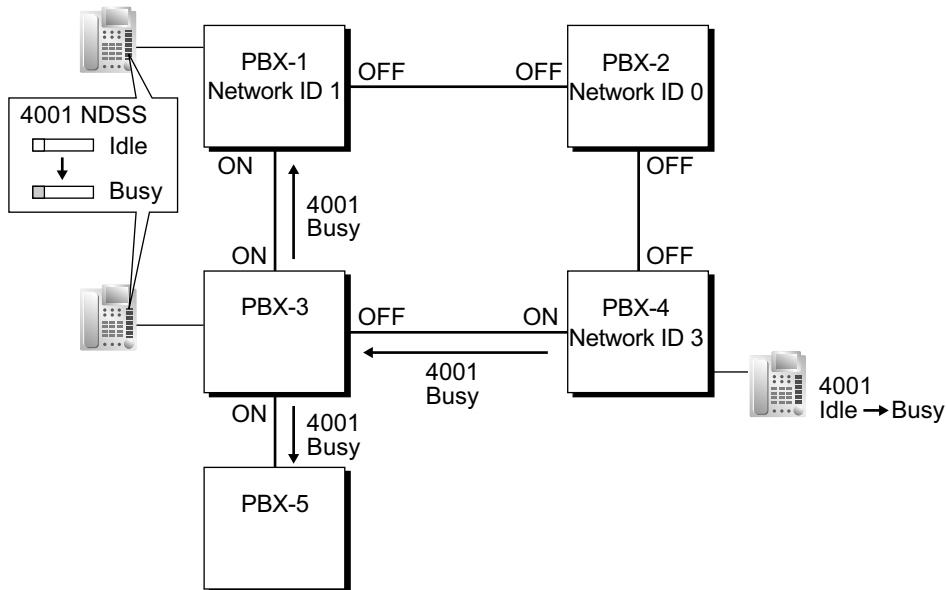 PBX-1
Network ID 1
OFF
OFF
PBX-2
Network ID 0
4001 NDSS
Idle
Busy
ON
4001
Busy
OFF
ON
OFF
PBX-3
OFF
ON
PBX-4
Network ID 3
4001
Busy
4001
Idle → Busy
ON
4001
Busy
PBX-5